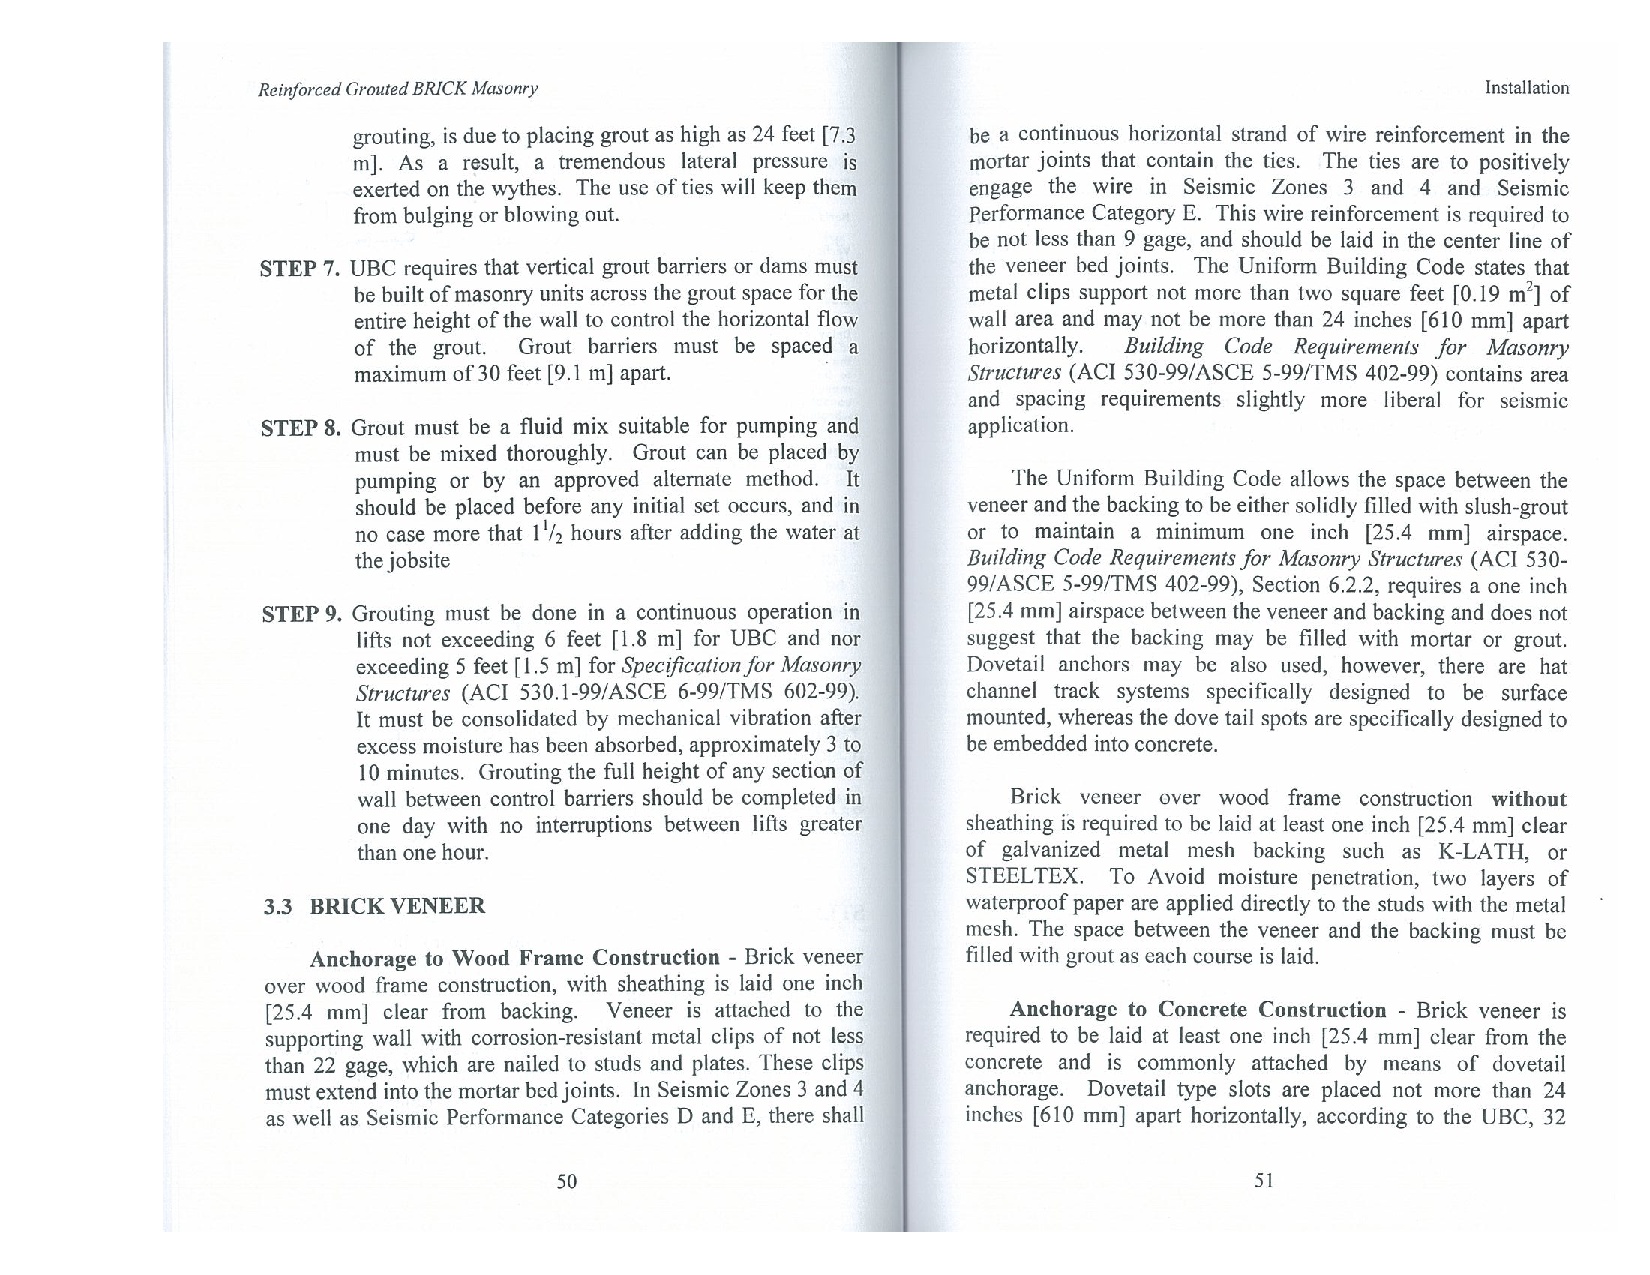 Reinforced Grouted BRICK Masonry
grouting, is due to placing grout as high as 24 feet [7.3
m]. As a result, a tremendous lateral pressure is
exerted on the wythes. The use of ties will keep them
from bulging or blowing out.
STEP 7. UBC requires that vertical grout barriers or dams must
be built of masonry units across the grout space for the
entire height of the wall to control the horizontal flow
of the grout. Grout barriers must be spaced a
maximum of 30 feet [9.1 m] apart.
STEP 8. Grout must be a fluid mix suitable for pumping and
must be mixed thoroughly. Grout can be placed by
pumping or by an approved alternate method. It
should be placed before any initial set occurs, and in
no case more that 1 1/2 hours after adding the water at
the jobsite
STEP 9. Grouting must be done in a continuous operation in
lifts not exceeding 6 feet [1.8 m] for UBC and nor
exceeding 5 feet [1.5 m] for Specification for Masonry
Structures (ACI 530.1-99/ASCE 6-99/TMS 602-99).
It must be consolidated by mechanical vibration after
excess moisture has been absorbed, approximately 3 to
10 minutes. Grouting the full height of any section of
wall between control barriers should be completed in
one day with no interruptions between lifts greater
than one hour.
3.3 BRICK VENEER
Anchorage to Wood Frame Construction - Brick veneer
over wood frame construction, with sheathing is laid one inch
[25.4 mm] clear from backing. Veneer is attached to the
supporting wall with corrosion-resistant metal clips of not less
than 22 gage, which are nailed to studs and plates. These clips
must extend into the mortar bed joints. In Seismic Zones 3 and 4
as well as Seismic Performance Categories D and E, there shall
50
Installation
be a continuous horizontal strand of wire reinforcement in the
mortar joints that contain the ties. The ties are to positively
engage the wire in Seismic Zones 3 and 4 and Seismic
Performance Category E. This wire reinforcement is required to
be not less than 9 gage, and should be laid in the center line of
the veneer bed joints. The Uniform Building Code states that
metal clips support not more than two square feet [0.19 m²] of
wall area and may not be more than 24 inches [610 mm] apart
horizontally. Building Code Requirements for Masonry
Structures (ACI 530-99/ASCE 5-99/TMS 402-99) contains area
and spacing requirements slightly more liberal for seismic
application.
The Uniform Building Code allows the space between the
veneer and the backing to be either solidly filled with slush-grout
or to maintain a minimum one inch [25.4 mm] airspace.
Building Code Requirements for Masonry Structures (ACI 530-
99/ASCE 5-99/TMS 402-99), Section 6.2.2, requires a one inch
[25.4 mm] airspace between the veneer and backing and does not
suggest that the backing may be filled with mortar or grout.
Dovetail anchors may be also used, however, there are hat
channel track systems specifically designed to be surface
mounted, whereas the dove tail spots are specifically designed to
be embedded into concrete.
Brick veneer over wood frame construction without
sheathing is required to be laid at least one inch [25.4 mm] clear
of galvanized metal mesh backing such as K-LATH, or
STEELTEX. To Avoid moisture penetration, two layers of
waterproof paper are applied directly to the studs with the metal
mesh. The space between the veneer and the backing must be
filled with grout as each course is laid.
Anchorage to Concrete Construction - Brick veneer is
required to be laid at least one inch [25.4 mm] clear from the
concrete and is commonly attached by means of dovetail
anchorage. Dovetail type slots are placed not more than 24
inches [610 mm] apart horizontally, according to the UBC, 32
51